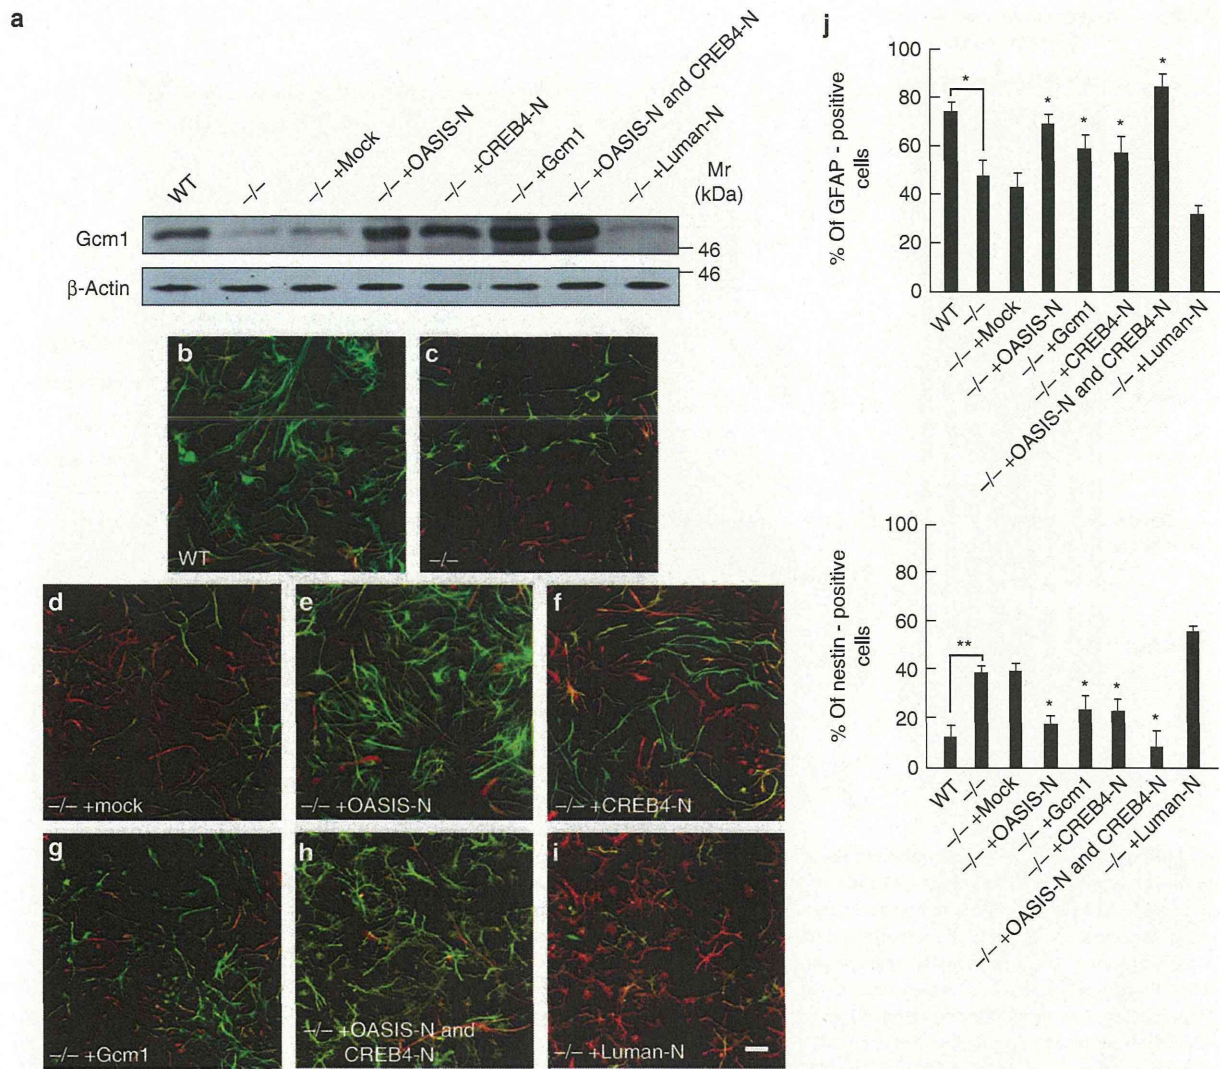 a
WT
–/–
–/– +Mock
–/– +OASIS-N
–/– +CREB4-N
–/– +Gcm1
–/– +OASIS-N and CREB4-N
–/– +Luman-N
Mr
(kDa)
Gcm1
46
β-Actin
46
b
WT
c
–/–
d
–/– +mock
e
–/– +OASIS-N
f
–/– +CREB4-N
g
–/– +Gcm1
h
–/– +OASIS-N and
CREB4-N
i
–/– +Luman-N
j
% Of GFAP - positive
cells
100
80
60
40
20
0
*
*
*
*
*
WT
–/–
–/– +Mock
–/– +OASIS-N
–/– +Gcm1
–/– +CREB4-N
–/– +OASIS-N and CREB4-N
–/– +Luman-N
% Of nestin - positive
cells
100
80
60
40
20
0
**
*
*
*
*
WT
–/–
–/– +Mock
–/– +OASIS-N
–/– +Gcm1
–/– +CREB4-N
–/– +OASIS-N and CREB4-N
–/– +Luman-N